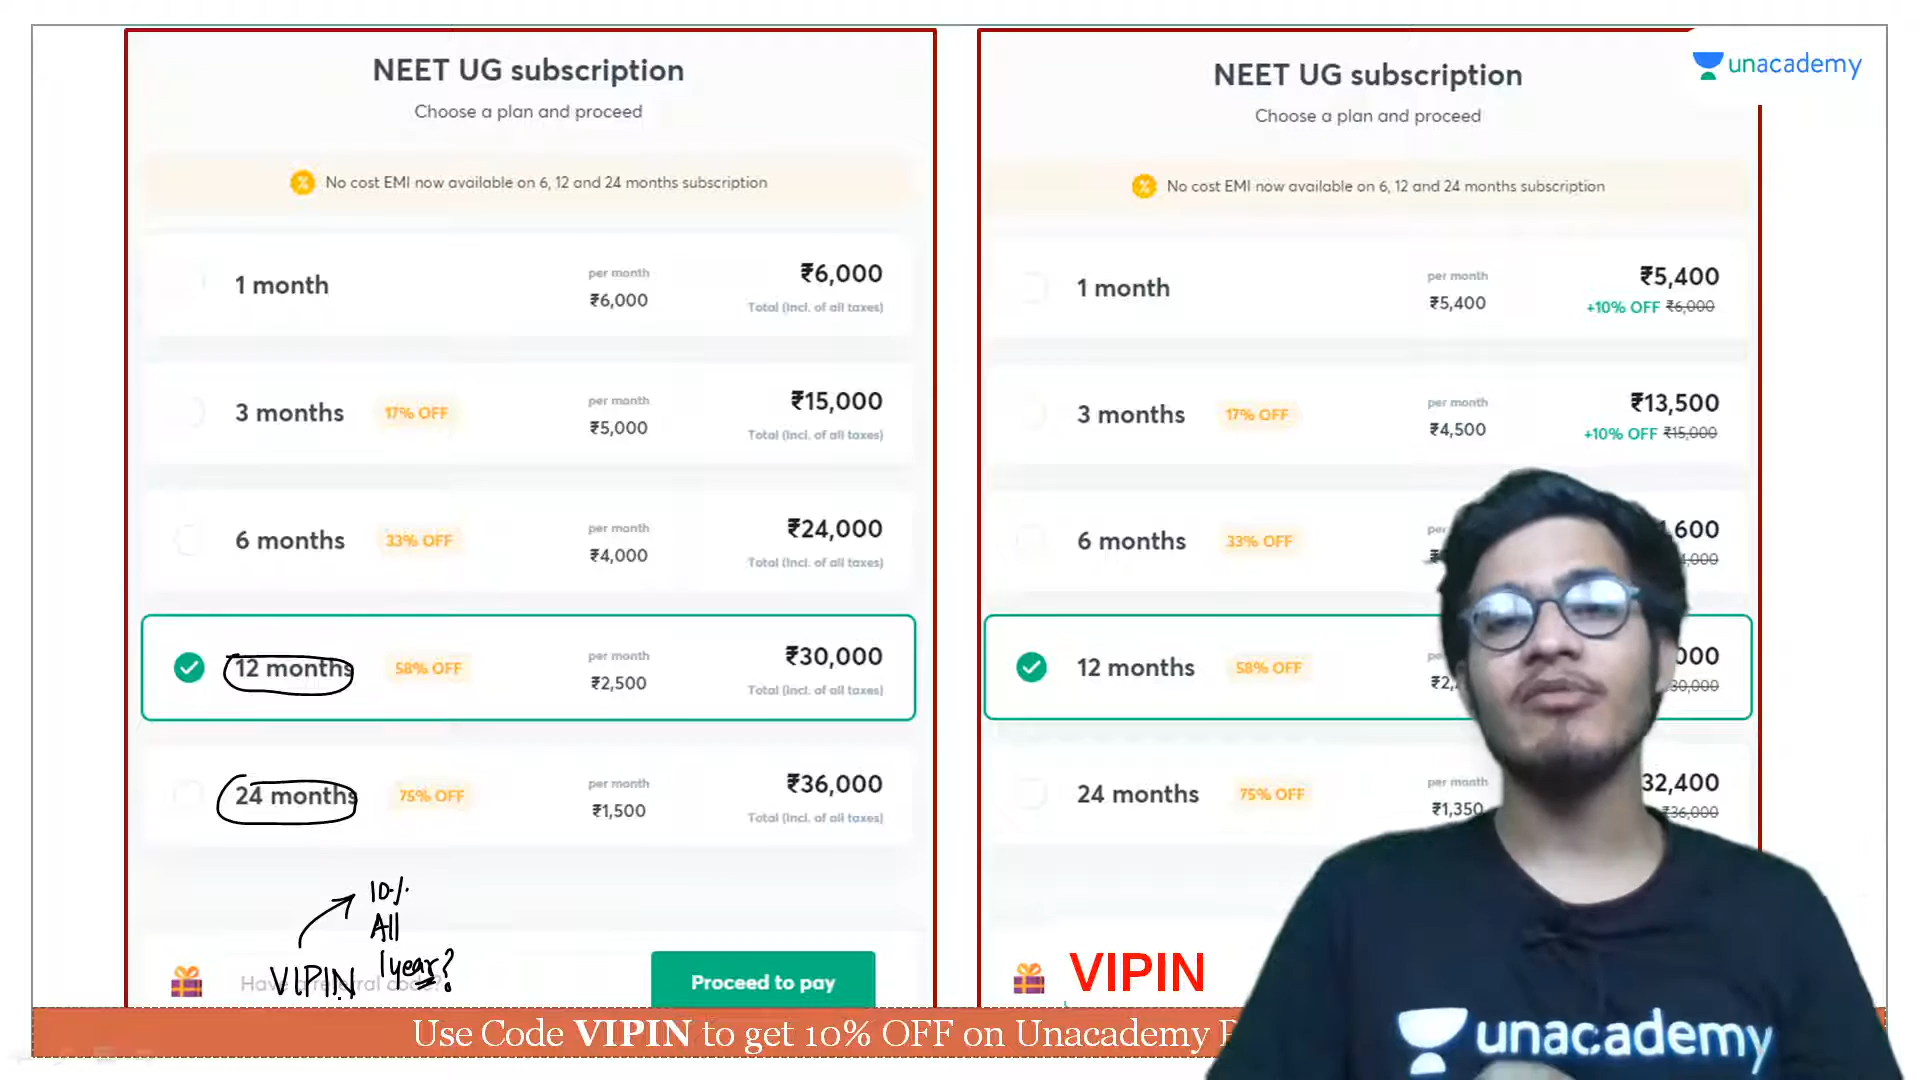 NEET UG subscription
Choose a plan and proceed
No cost EMI now available on 6, 12 and 24 months subscription
1 month
per month
₹6,000
₹6,000
Total (Incl. of all taxes)
3 months
17% OFF
per month
₹5,000
₹15,000
Total (Incl. of all taxes)
6 months
33% OFF
per month
₹4,000
₹24,000
Total (Incl. of all taxes)
12 months
58% OFF
per month
₹2,500
₹30,000
Total (Incl. of all taxes)
24 months
75% OFF
per month
₹1,500
₹36,000
Total (Incl. of all taxes)
10%
All
1year?
VIPIN
Proceed to pay
NEET UG subscription
Choose a plan and proceed
No cost EMI now available on 6, 12 and 24 months subscription
1 month
per month
₹5,400
₹5,400
+10% OFF ₹6,000
3 months
17% OFF
per month
₹4,500
₹13,500
+10% OFF ₹15,000
6 months
33% OFF
12 months
58% OFF
24 months
75% OFF
per month
₹1,350
32,400
₹36,000
VIPIN
unacademy
Use Code VIPIN to get 10% OFF on Unacademy
unacademy